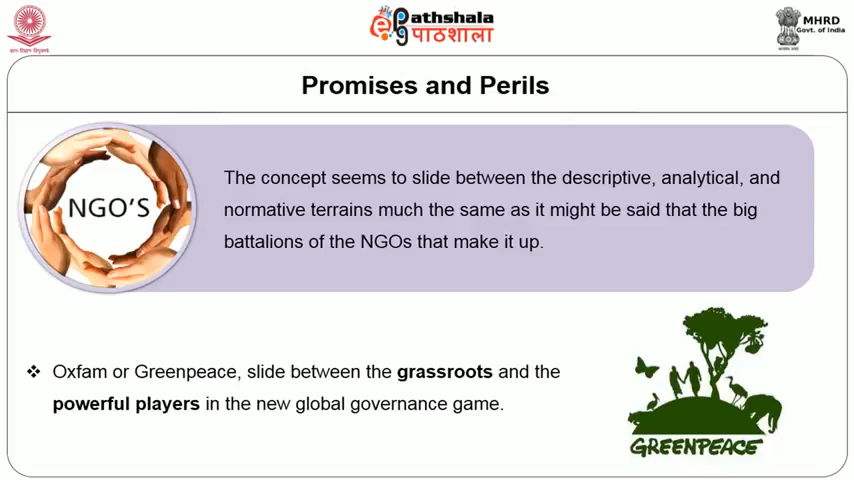 ePathshala
पाठशाला
MHRD
Govt. of India
Promises and Perils
NGO'S
The concept seems to slide between the descriptive, analytical, and
normative terrains much the same as it might be said that the big
battalions of the NGOs that make it up.
❖ Oxfam or Greenpeace, slide between the grassroots and the
powerful players in the new global governance game.
GREENPEACE